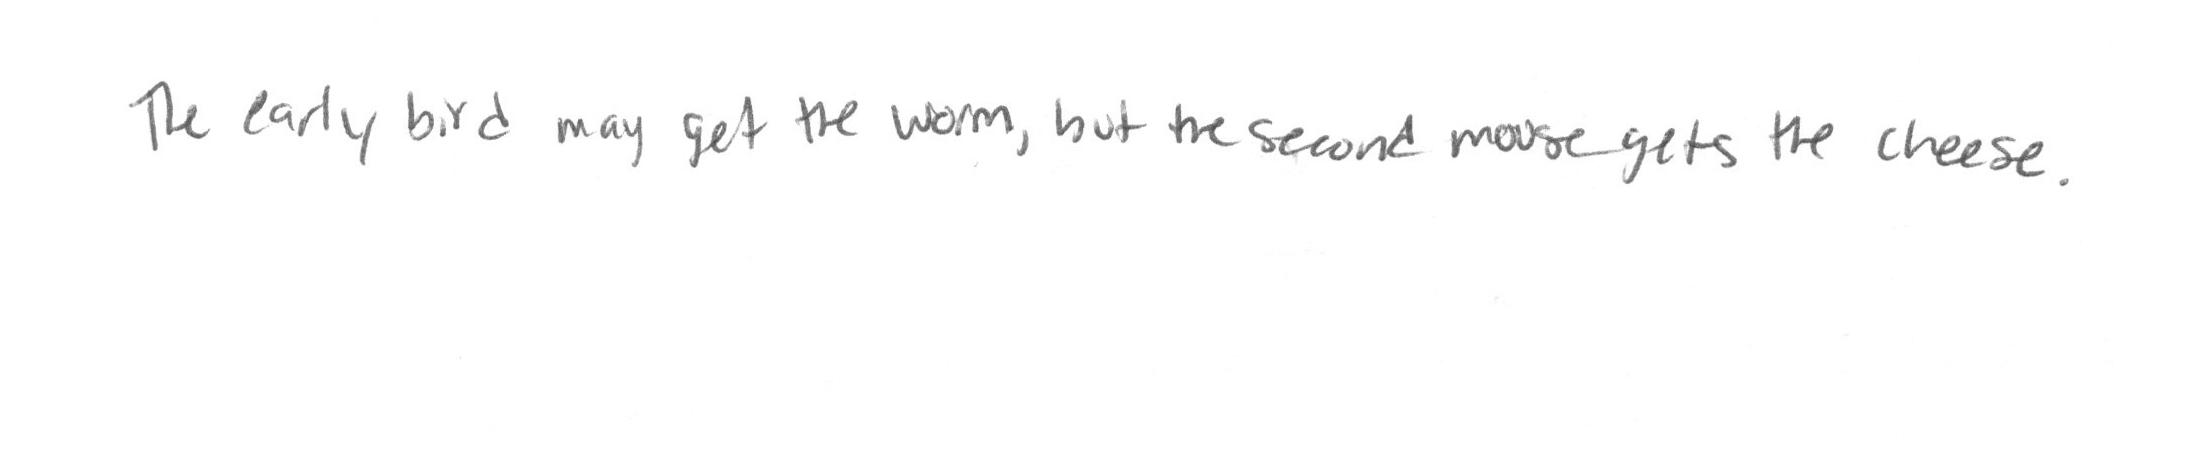 The early bird may get the worm, but the second mouse gets the cheese.